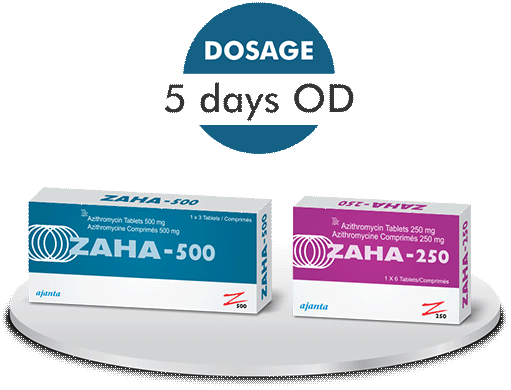 DOSAGE
5 days OD
ZAHA-500
Azithromycin Tablets 500 mg
Azithromycine Comprimés 500 mg
1 x 3 Tablets / Comprimés
ZAHA-500
ajanta
Z
500
ZAHA-500
ZAHA-250
Azithromycin Tablets 250 mg
Azithromycine Comprimés 250 mg
ZAHA-250
1 X 6 Tablets/Comprimés
ajanta
Z
250
ZAHA-250